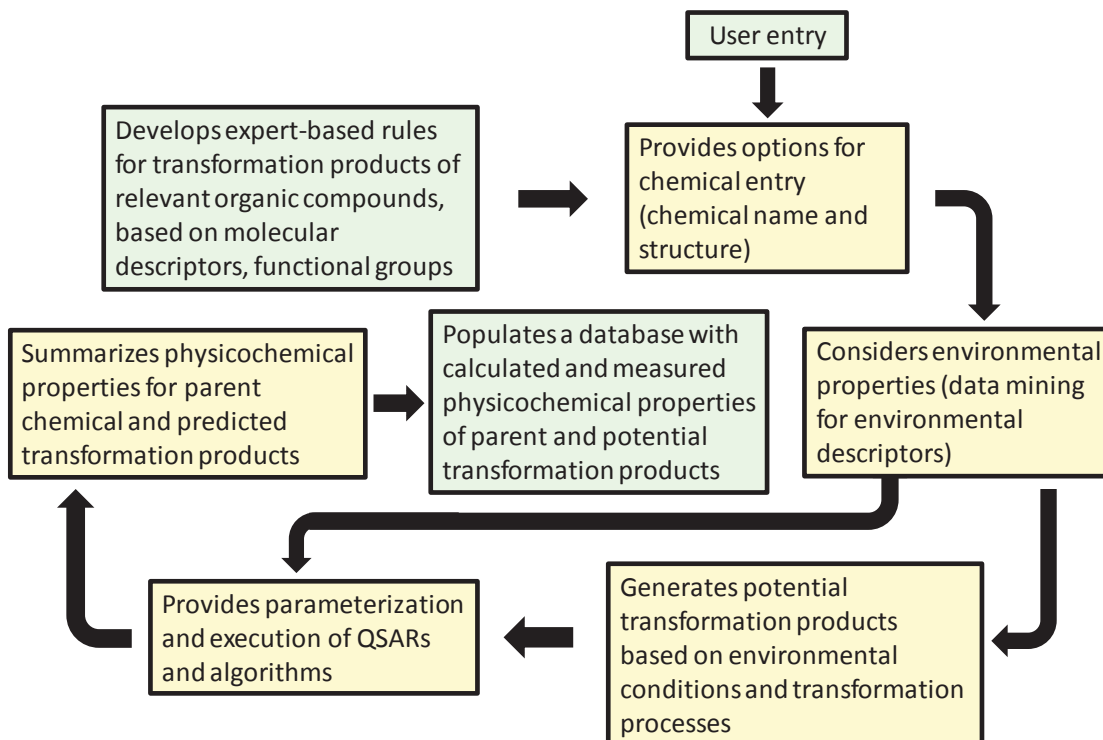 User entry
Develops expert-based rules
for transformation products of
relevant organic compounds,
based on molecular
descriptors, functional groups
Provides options for
chemical entry
(chemical name and
structure)
Summarizes physicochemical
properties for parent
chemical and predicted
transformation products
Populates a database with
calculated and measured
physicochemical properties
of parent and potential
transformation products
Considers environmental
properties (data mining
for environmental
descriptors)
Provides parameterization
and execution of QSARs
and algorithms
Generates potential
transformation products
based on environmental
conditions and transformation
processes